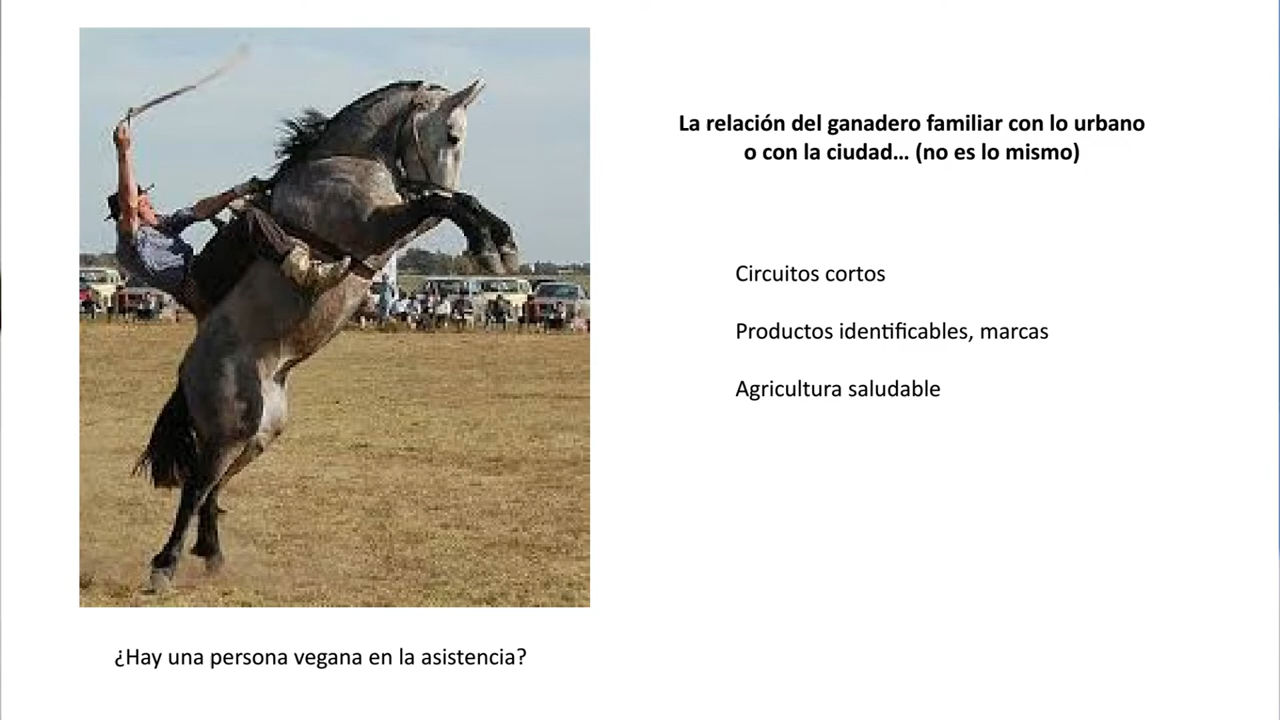 La relación del ganadero familiar con lo urbano
o con la ciudad... (no es lo mismo)
Circuitos cortos
Productos identificables, marcas
Agricultura saludable
¿Hay una persona vegana en la asistencia?